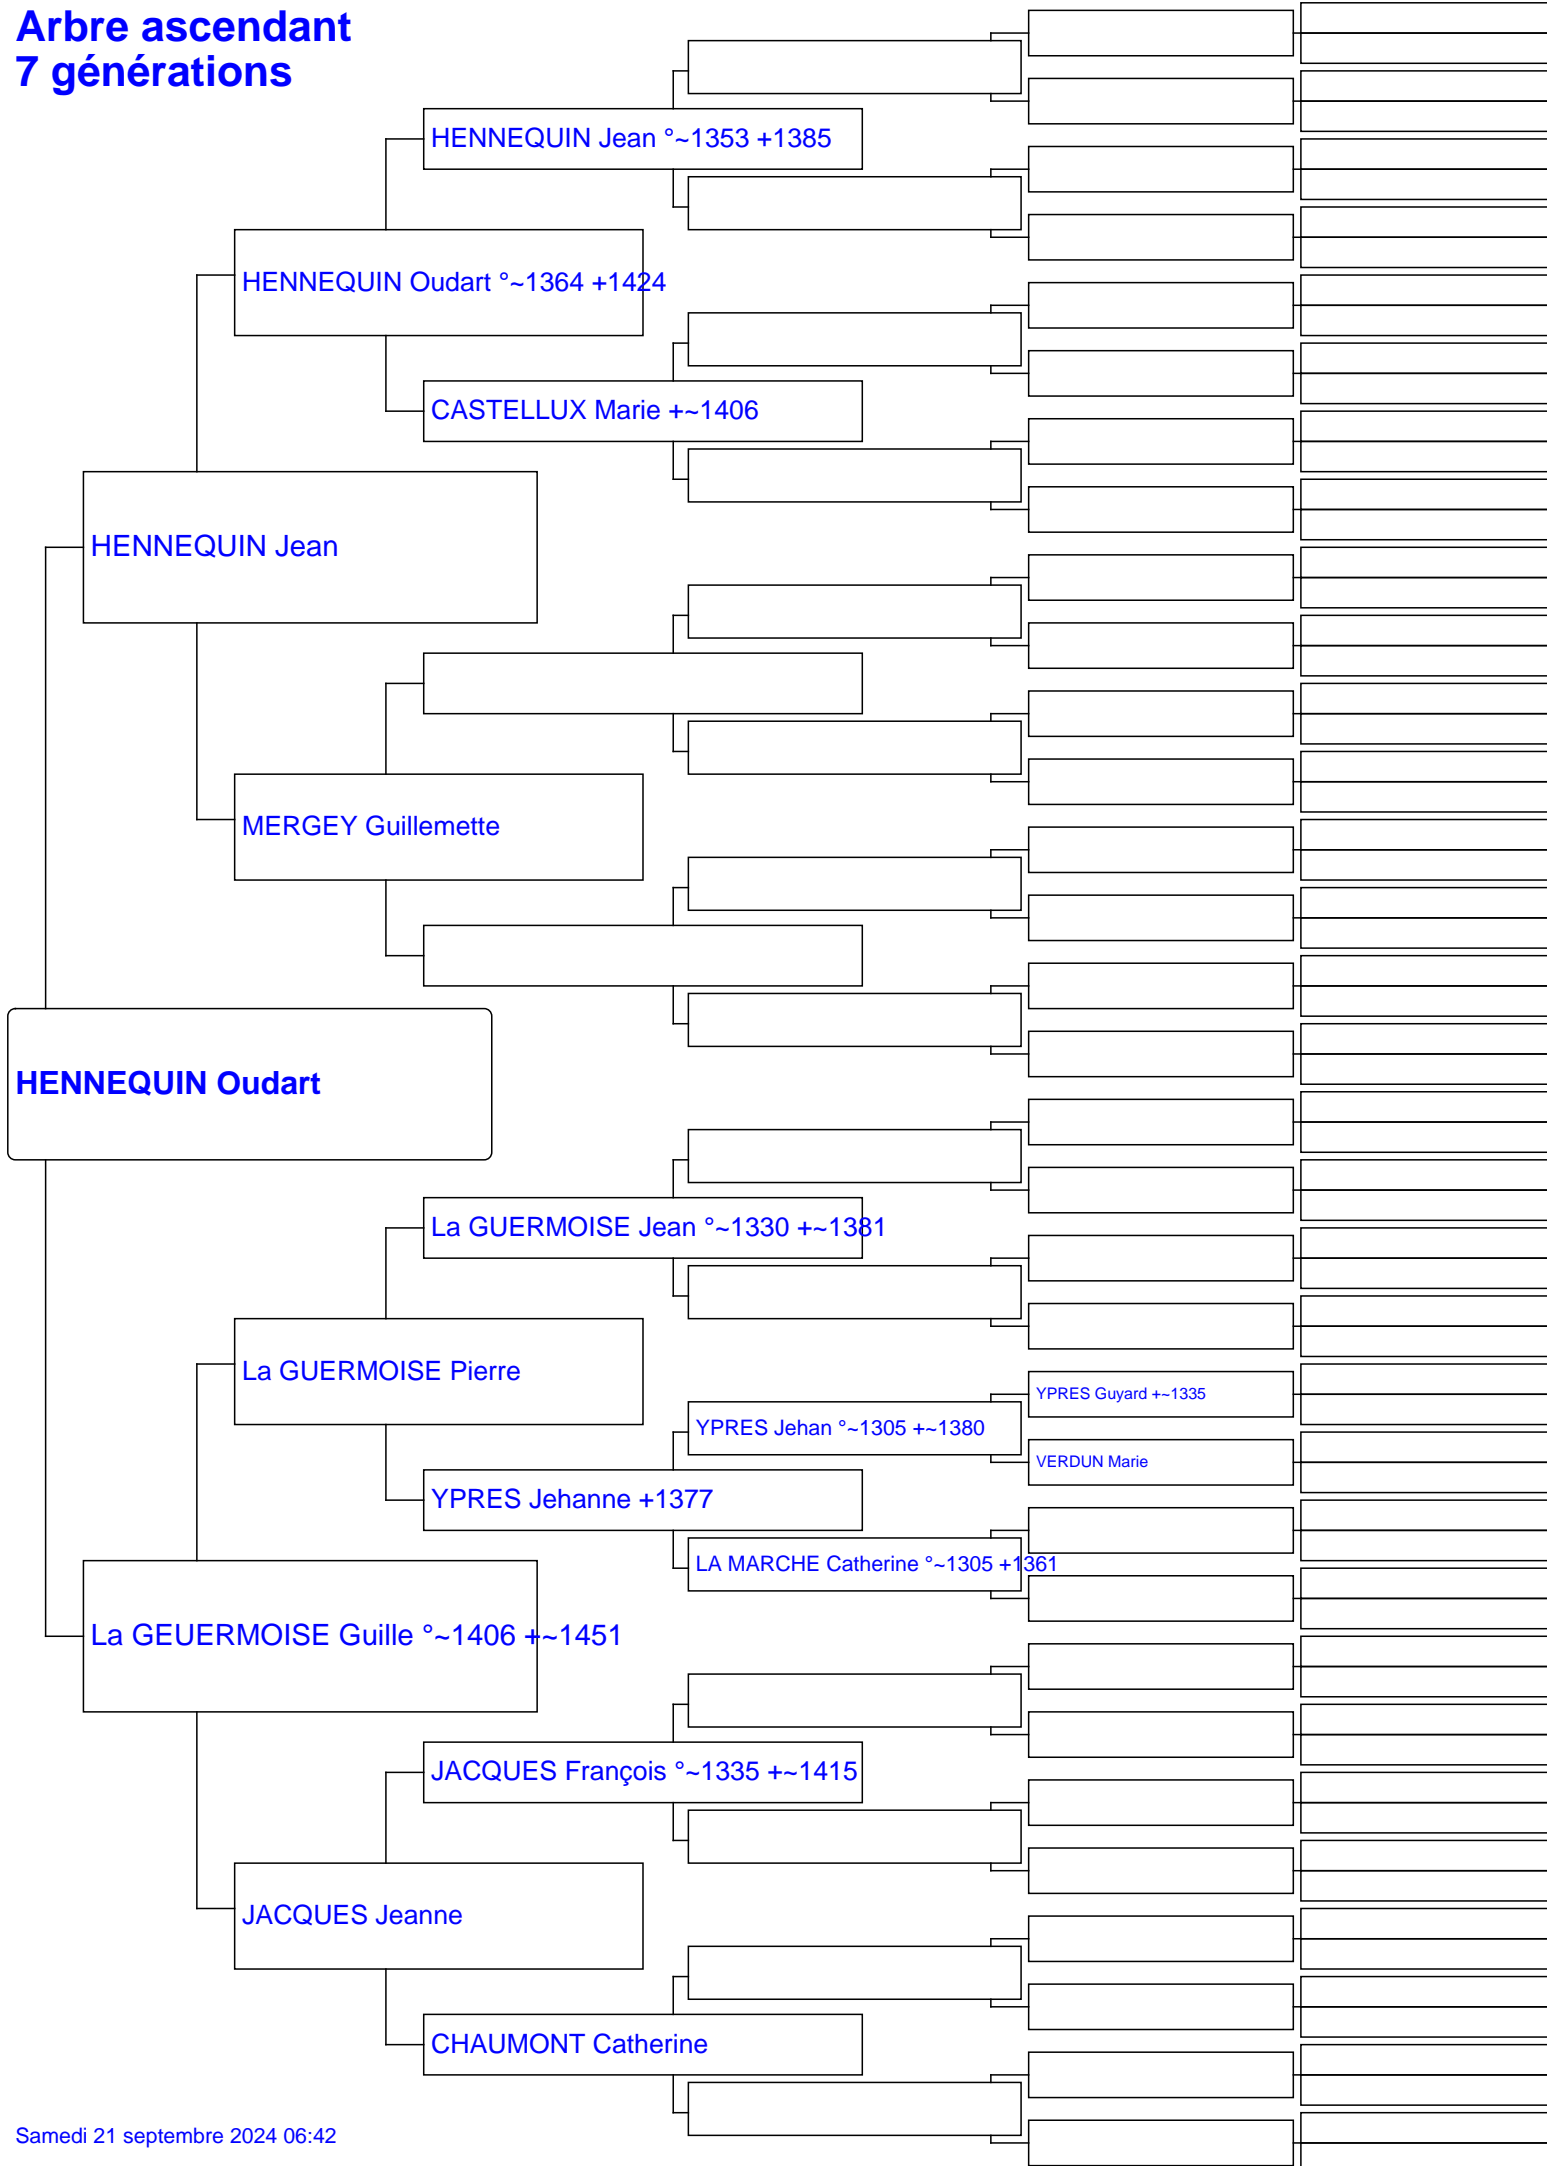 Arbre ascendant
7 générations
HENNEQUIN Jean °~1353 +1385
HENNEQUIN Oudart °~1364 +1424
CASTELLUX Marie +~1406
HENNEQUIN Jean
MERGEY Guillemette
HENNEQUIN Oudart
La GUERMOISE Jean °~1330 +~1381
La GUERMOISE Pierre
YPRES Guyard +~1335
YPRES Jehan °~1305 +~1380
VERDUN Marie
YPRES Jehanne +1377
LA MARCHE Catherine °~1305 +1361
La GEUERMOISE Guille °~1406 +~1451
JACQUES François °~1335 +~1415
JACQUES Jeanne
CHAUMONT Catherine
Samedi 21 septembre 2024 06:42